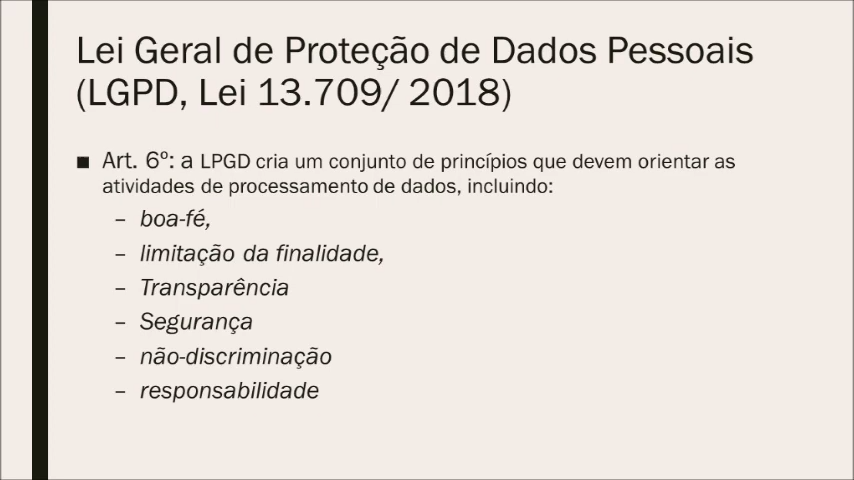 Lei Geral de Proteção de Dados Pessoais
(LGPD, Lei 13.709/ 2018)
■ Art. 6º: a LPGD cria um conjunto de princípios que devem orientar as
atividades de processamento de dados, incluindo:
– boa-fé,
– limitação da finalidade,
– Transparência
– Segurança
– não-discriminação
– responsabilidade